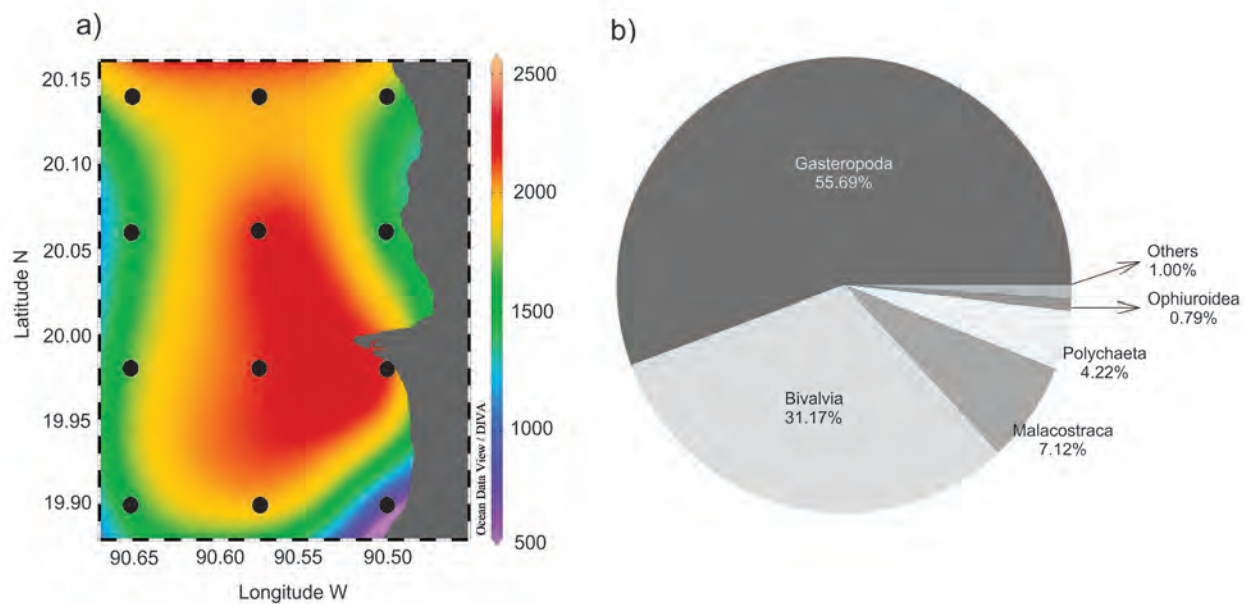 a)
20.15
20.10
20.05
20.00
19.95
19.90
Latitude N
90.65
90.60
90.55
90.50
Longitude W
Ocean Data View / DIVA
2500
2000
1500
1000
500
b)
Gasteropoda
55.69%
Others
1.00%
Ophiuroidea
0.79%
Polychaeta
4.22%
Malacostraca
7.12%
Bivalvia
31.17%